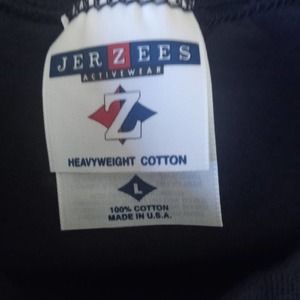 JERZEES
ACTIVEWEAR
Z
HEAVYWEIGHT COTTON
L
100% COTTON
MADE IN U.S.A.